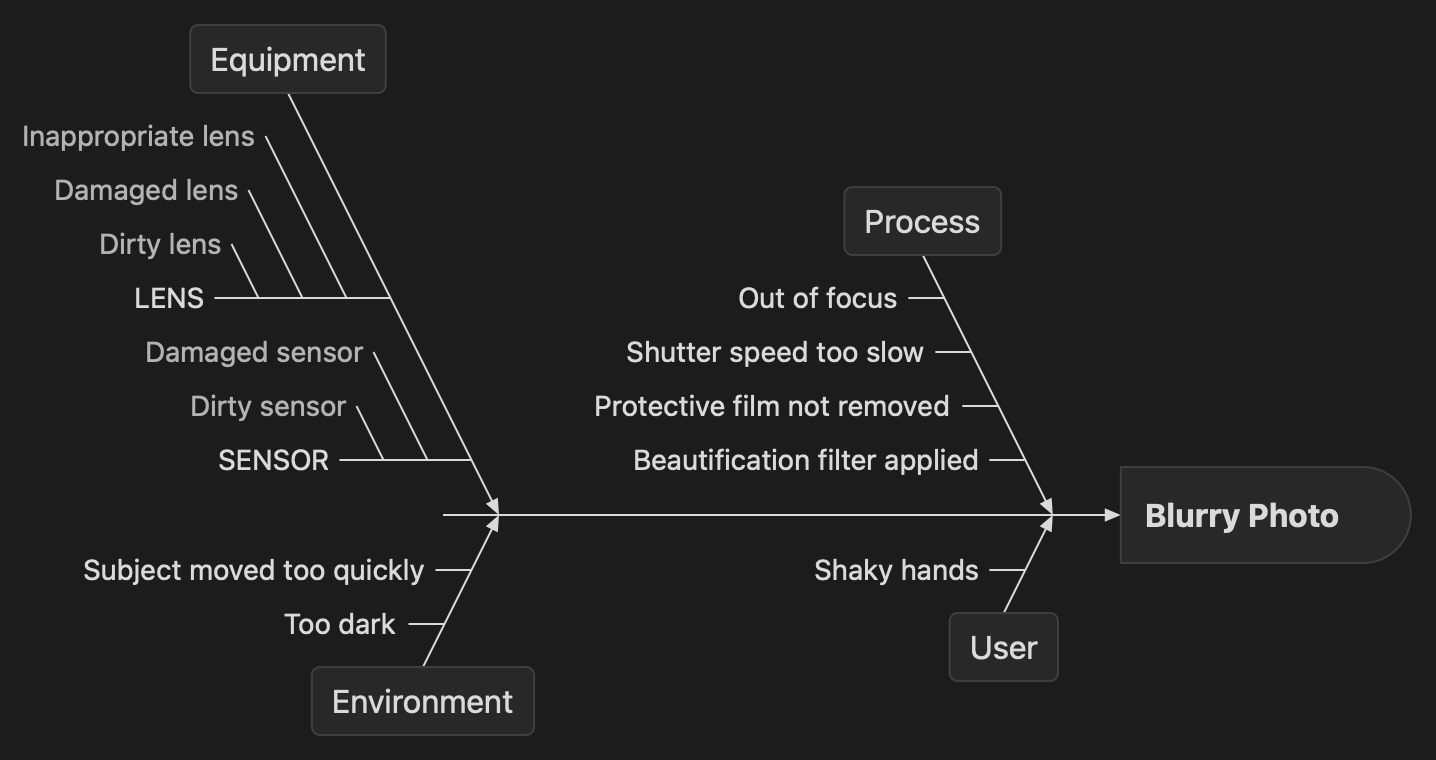 Equipment
Inappropriate lens
Damaged lens
Dirty lens
LENS
Damaged sensor
Dirty sensor
SENSOR
Process
Out of focus
Shutter speed too slow
Protective film not removed
Beautification filter applied
Blurry Photo
Subject moved too quickly
Too dark
Environment
Shaky hands
User